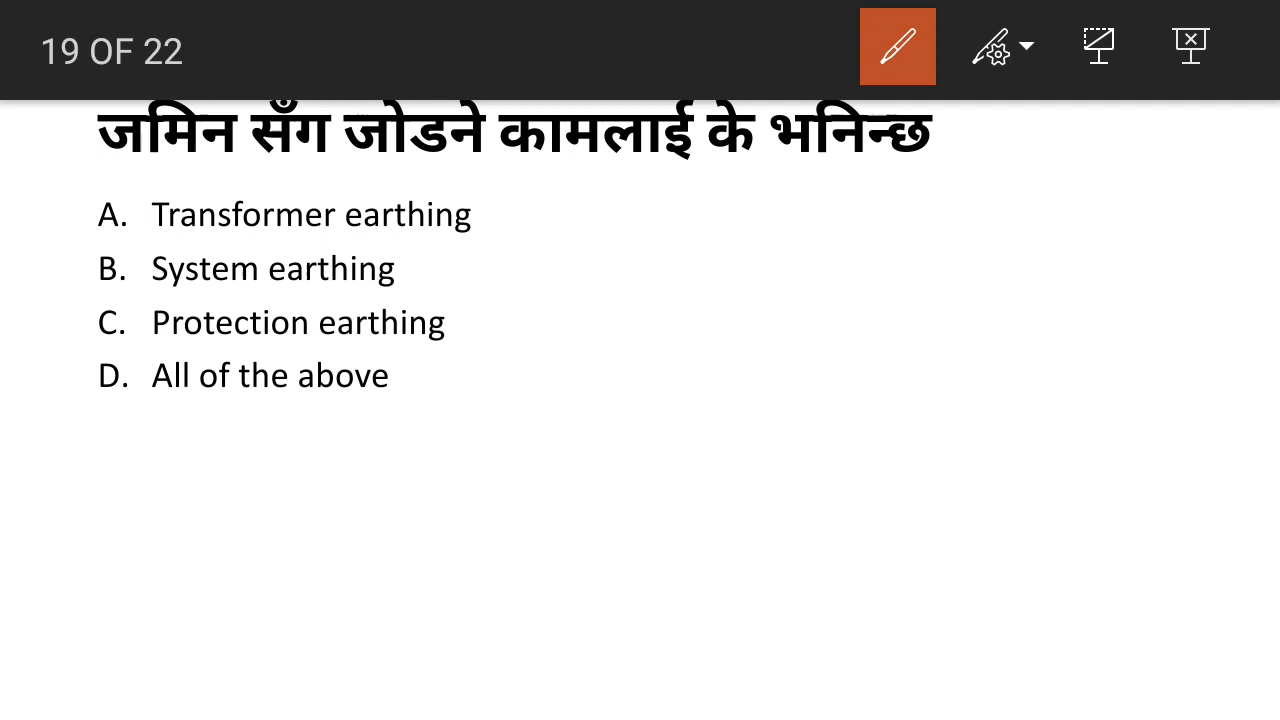 19 OF 22
जमिन सँग जोडने कामलाई के भनिन्छ
A. Transformer earthing
B. System earthing
C. Protection earthing
D. All of the above